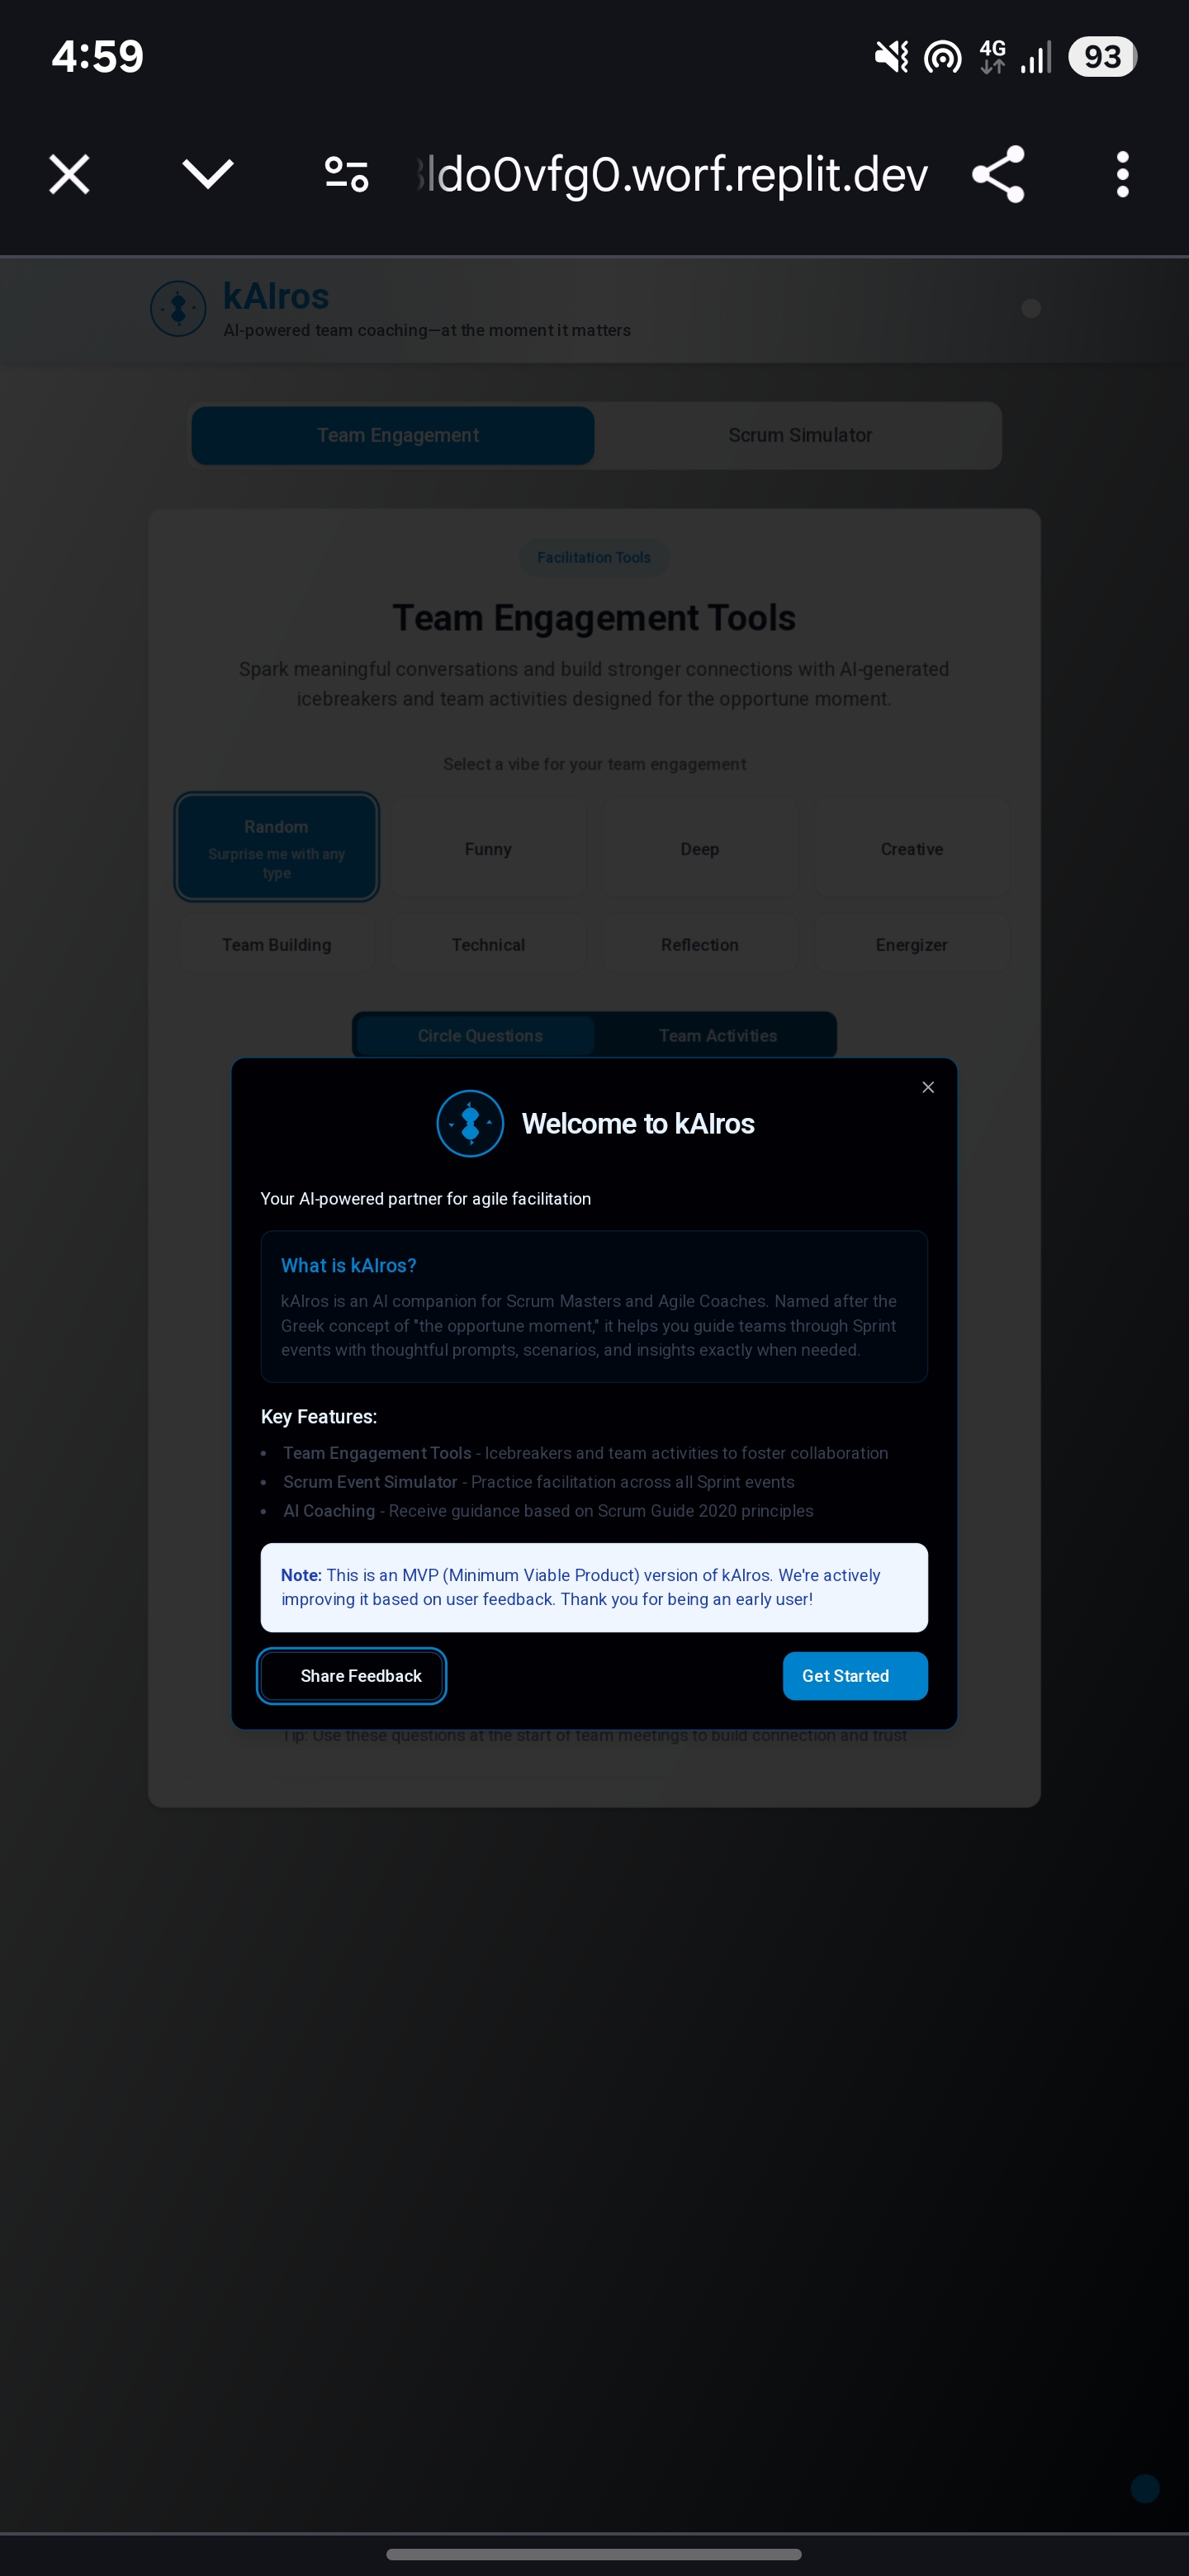 4:59
4G
93
ldo0vfg0.worf.replit.dev
kAIros
AI-powered team coaching—at the moment it matters
Team Engagement
Scrum Simulator
Facilitation Tools
Team Engagement Tools
Spark meaningful conversations and build stronger connections with AI-generated
icebreakers and team activities designed for the opportune moment.
Select a vibe for your team engagement
Random
Surprise me with any
type
Funny
Deep
Creative
Team Building
Technical
Reflection
Energizer
Circle Questions
Team Activities
Welcome to kAIros
Your AI-powered partner for agile facilitation
What is kAIros?
kAIros is an AI companion for Scrum Masters and Agile Coaches. Named after the
Greek concept of "the opportune moment," it helps you guide teams through Sprint
events with thoughtful prompts, scenarios, and insights exactly when needed.
Key Features:
• Team Engagement Tools - Icebreakers and team activities to foster collaboration
• Scrum Event Simulator - Practice facilitation across all Sprint events
• AI Coaching - Receive guidance based on Scrum Guide 2020 principles
Note: This is an MVP (Minimum Viable Product) version of kAIros. We're actively
improving it based on user feedback. Thank you for being an early user!
Share Feedback
Get Started
Tip: Use these questions at the start of team meetings to build connection and trust